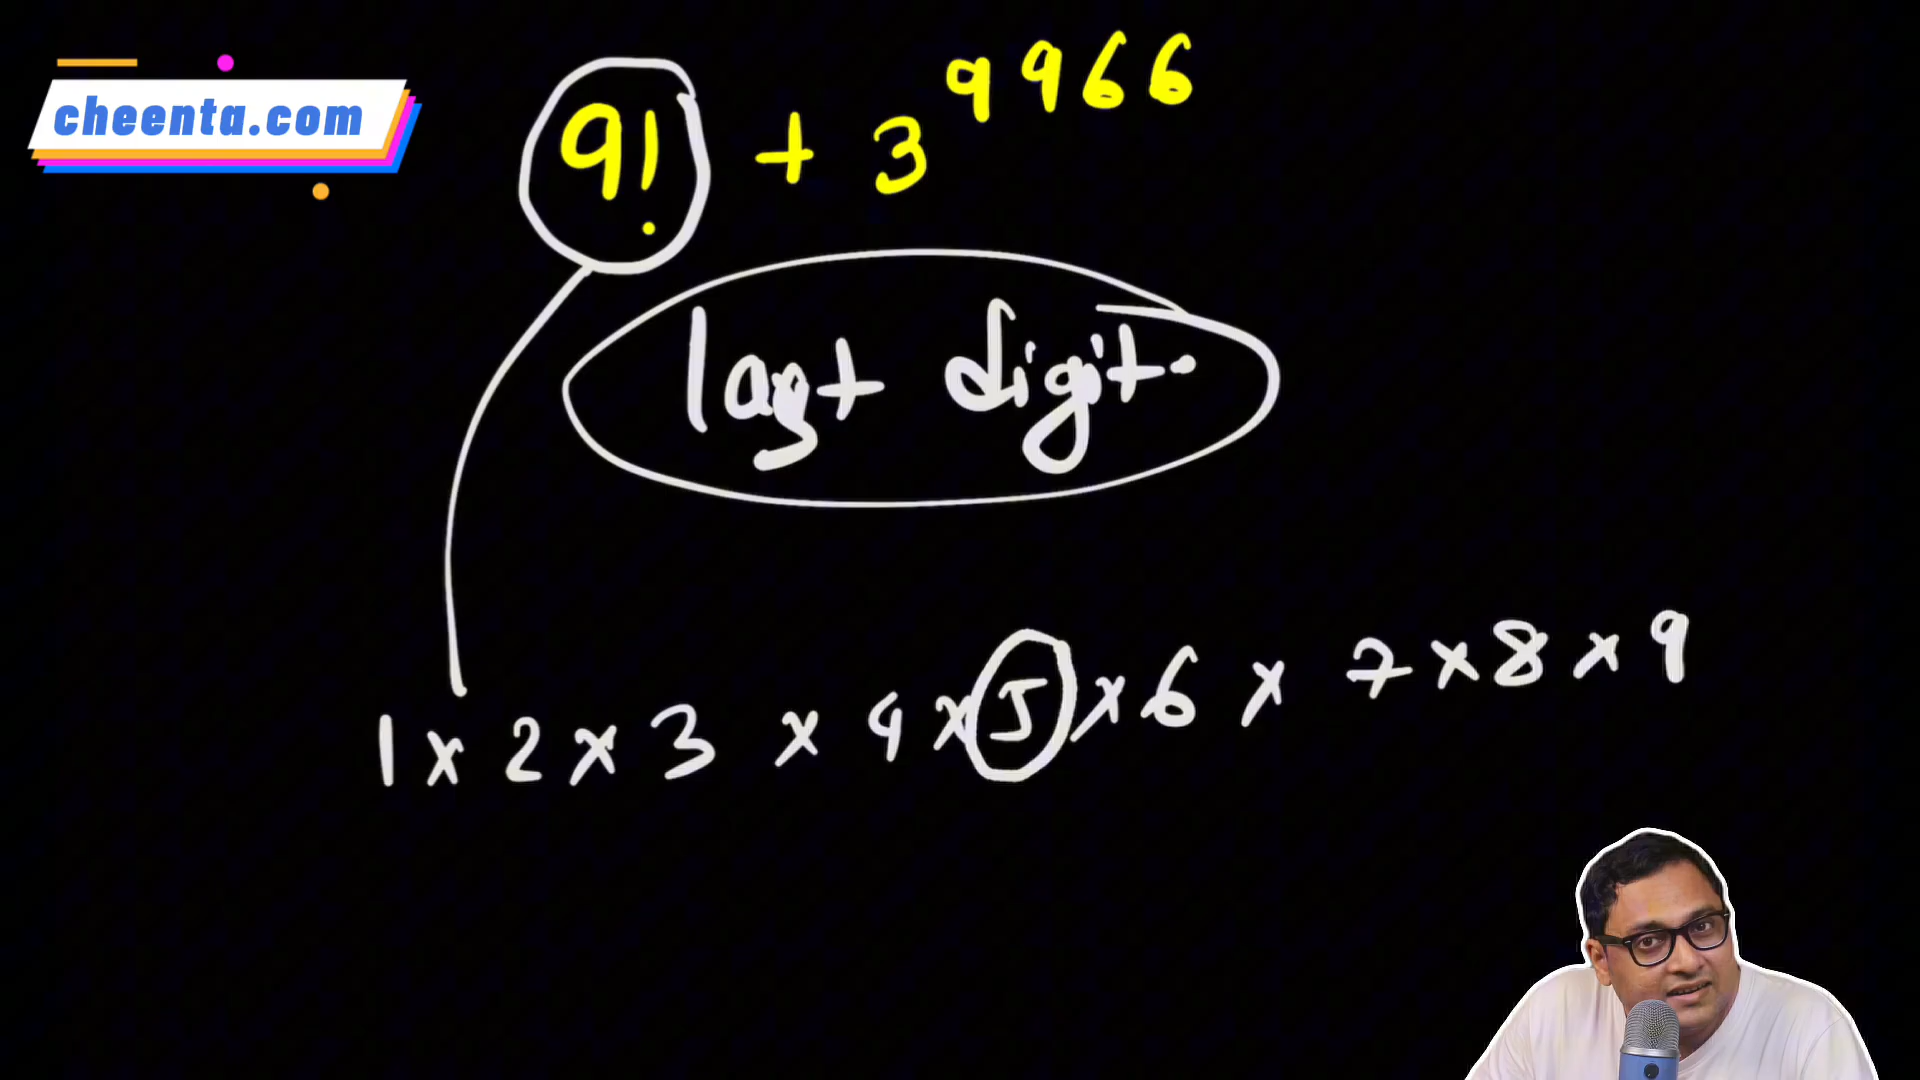 cheenta.com
9! + 3^9966
last digit.
1 x 2 x 3 x 4 x 5 x 6 x 7 x 8 x 9